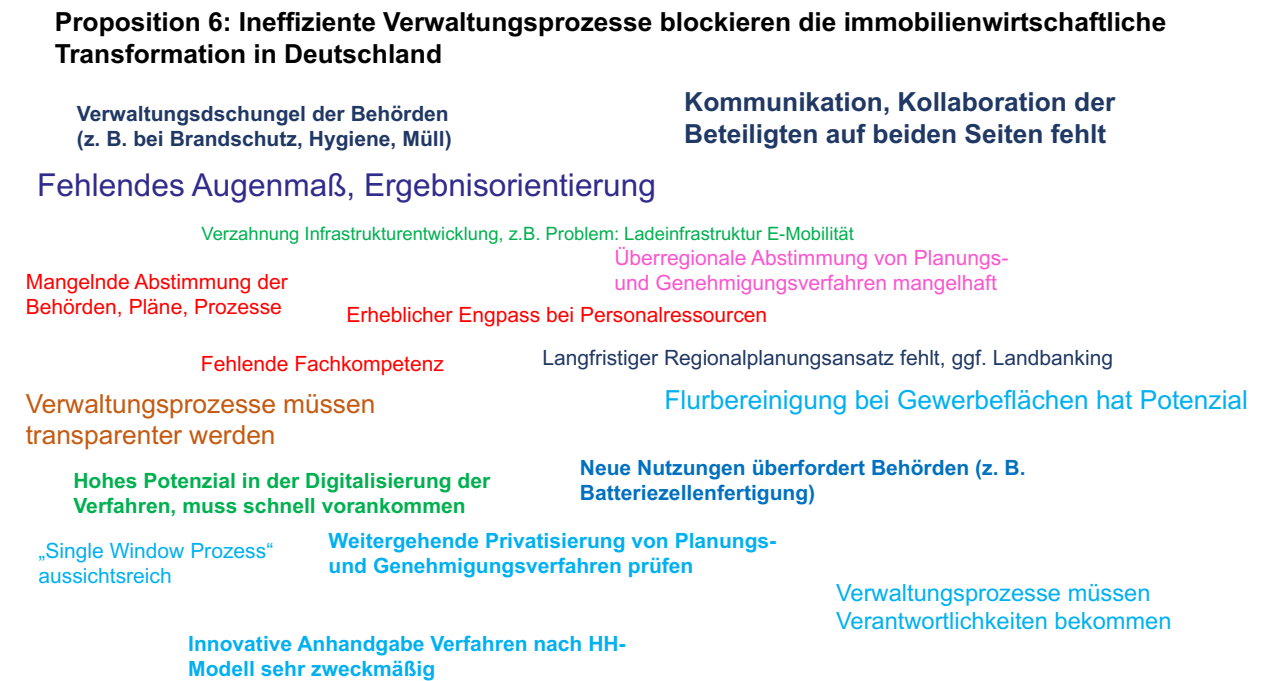 Proposition 6: Ineffiziente Verwaltungsprozesse blockieren die immobilienwirtschaftliche
Transformation in Deutschland
Verwaltungsdschungel der Behörden
(z. B. bei Brandschutz, Hygiene, Müll)
Kommunikation, Kollaboration der
Beteiligten auf beiden Seiten fehlt
Fehlendes Augenmaß, Ergebnisorientierung
Verzahnung Infrastrukturentwicklung, z.B. Problem: Ladeinfrastruktur E-Mobilität
Überregionale Abstimmung von Planungs-
und Genehmigungsverfahren mangelhaft
Mangelnde Abstimmung der
Behörden, Pläne, Prozesse
Erheblicher Engpass bei Personalressourcen
Fehlende Fachkompetenz
Langfristiger Regionalplanungsansatz fehlt, ggf. Landbanking
Verwaltungsprozesse müssen
transparenter werden
Flurbereinigung bei Gewerbeflächen hat Potenzial
Hohes Potenzial in der Digitalisierung der
Verfahren, muss schnell vorankommen
Neue Nutzungen überfordert Behörden (z. B.
Batteriezellenfertigung)
„Single Window Prozess“
aussichtsreich
Weitergehende Privatisierung von Planungs-
und Genehmigungsverfahren prüfen
Verwaltungsprozesse müssen
Verantwortlichkeiten bekommen
Innovative Anhandgabe Verfahren nach HH-
Modell sehr zweckmäßig